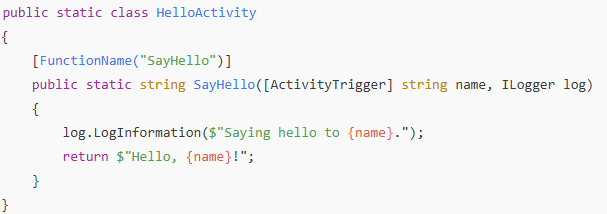 public static class HelloActivity
{
    [FunctionName("SayHello")]
    public static string SayHello([ActivityTrigger] string name, ILogger log)
    {
        log.LogInformation($"Saying hello to {name}.");
        return $"Hello, {name}!";
    }
}